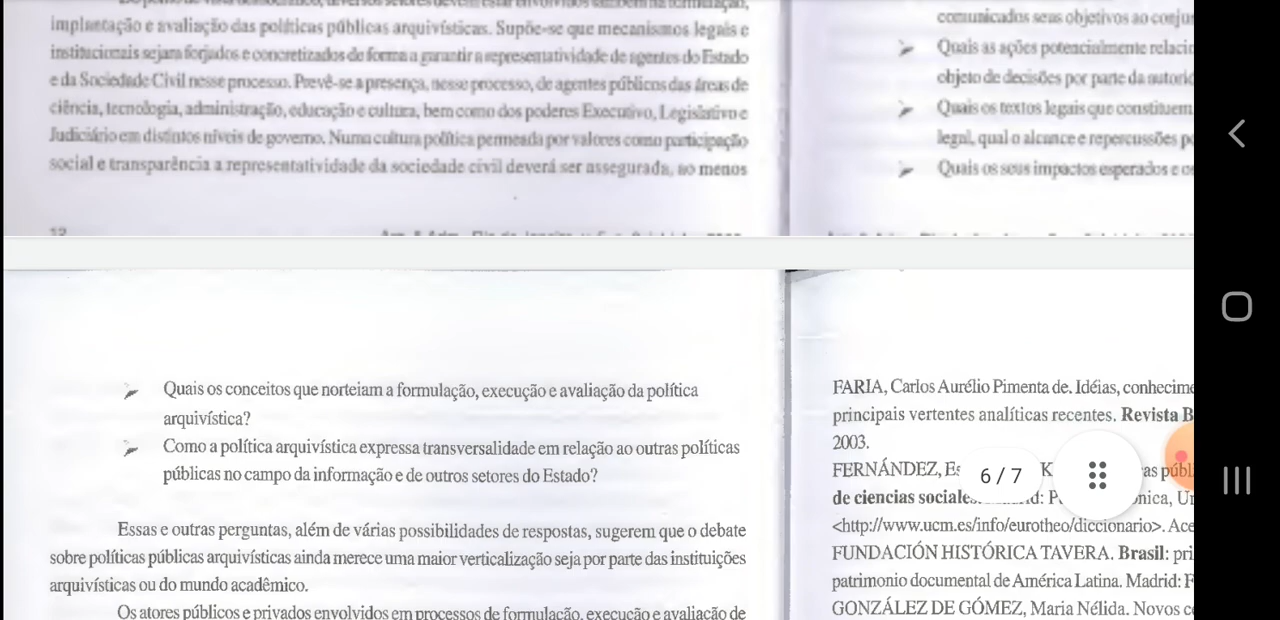 implantação e avaliação das políticas públicas arquivísticas. Supõe-se que mecanismos legais e
institucionais sejam forjados e concretizados de forma a garantir a representatividade de agentes do Estado
e da Sociedade Civil nesse processo. Prevê-se a presença, nesse processo, de agentes públicos das áreas de
ciência, tecnologia, administração, educação e cultura, bem como dos poderes Executivo, Legislativo e
Judiciário em distintos níveis de governo. Numa cultura política permeada por valores como participação
social e transparência a representatividade da sociedade civil deverá ser assegurada, ao menos
comunicados seus objetivos ao conju
Quais as ações potencialmente relaci
objeto de decisões por parte da autori
Quais os textos legais que constituem
legal, qual o alcance e repercussões p
Quais os seus impactos esperados e o
Quais os conceitos que norteiam a formulação, execução e avaliação da política
arquivística?
Como a política arquivística expressa transversalidade em relação ao outras políticas
públicas no campo da informação e de outros setores do Estado?
Essas e outras perguntas, além de várias possibilidades de respostas, sugerem que o debate
sobre políticas públicas arquivísticas ainda merece uma maior verticalização seja por parte das instituições
arquivísticas ou do mundo acadêmico.
Os atores públicos e privados envolvidos em processos de formulação, execução e avaliação de
FARIA, Carlos Aurélio Pimenta de. Idéias, conhecime
principais vertentes analíticas recentes. Revista B
2003.
FERNÁNDEZ, Es K as públ
de ciencias sociales. d: P ónica, Un
<http://www.ucm.es/info/eurotheo/diccionario>. Ace
FUNDACIÓN HISTÓRICA TAVERA. Brasil: pri
patrimonio documental de América Latina. Madrid: F
GONZÁLEZ DE GÓMEZ, Maria Nélida. Novos c
6 / 7